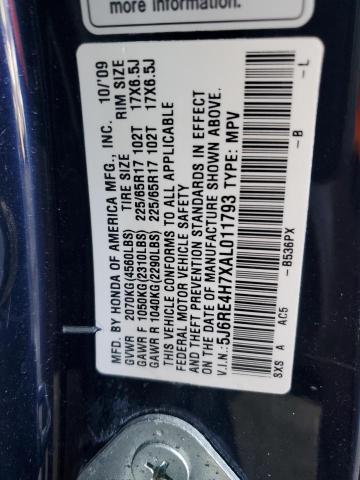 more information.
MFD. BY HONDA OF AMERICA MFG., INC. 10/'09
GVWR 2070KG(4560LBS) TIRE SIZE RIM SIZE
GAWR F 1050KG(2310LBS) 225/65R17 102T 17X6.5J
GAWR R 1040KG(2290LBS) 225/65R17 102T 17X6.5J
THIS VEHICLE CONFORMS TO ALL APPLICABLE
FEDERAL MOTOR VEHICLE SAFETY
AND THEFT PREVENTION STANDARDS IN EFFECT
ON THE DATE OF MANUFACTURE SHOWN ABOVE.
V.I.N.: 5J6RE4H7XAL011793 TYPE: MPV
SXS A AC5 -B536PX -B -L